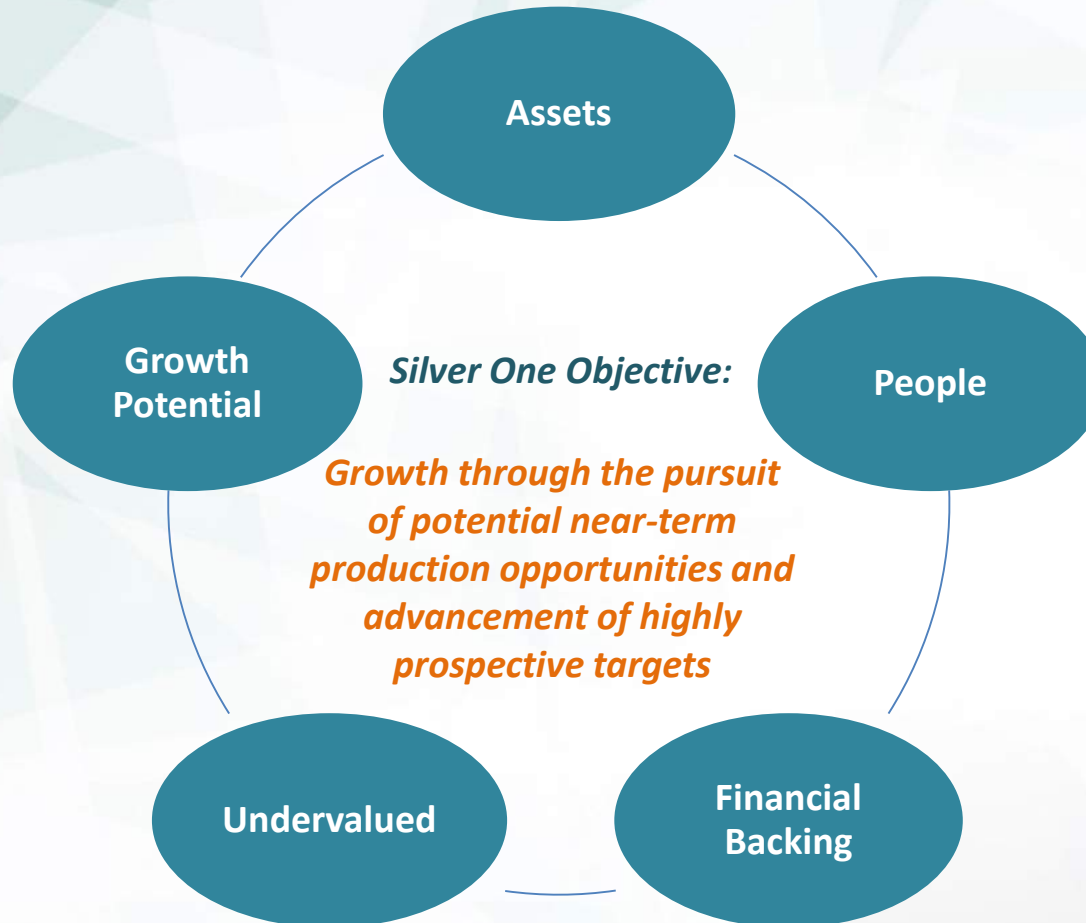 Assets
Growth
Potential
Silver One Objective:
People
Growth through the pursuit
of potential near-term
production opportunities and
advancement of highly
prospective targets
Undervalued
Financial
Backing